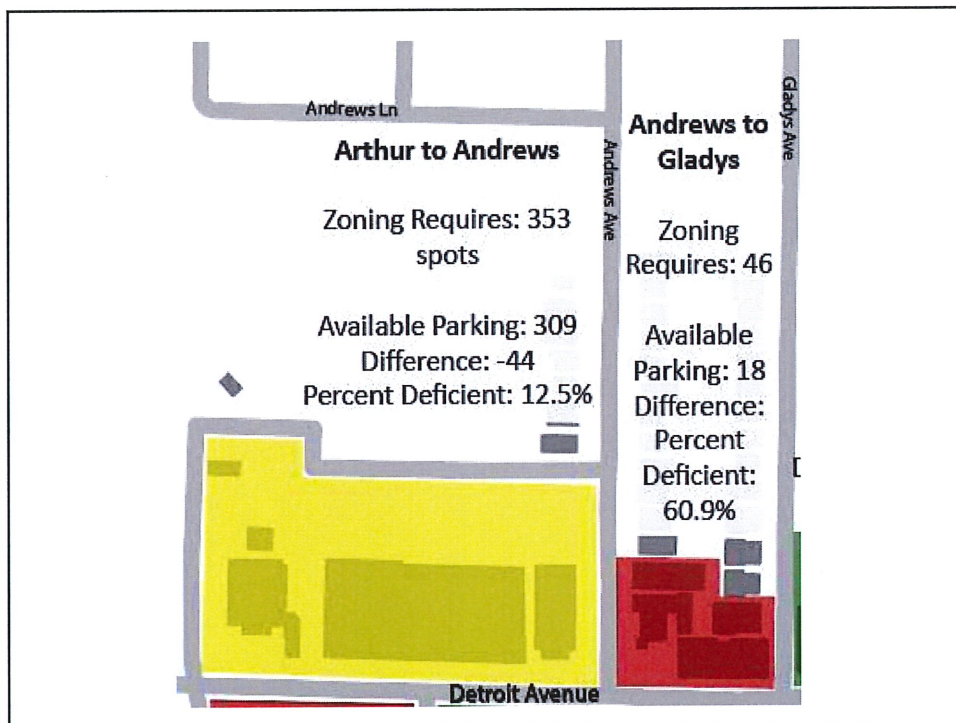 Andrews Ln
Arthur to Andrews
Zoning Requires: 353
spots
Available Parking: 309
Difference: -44
Percent Deficient: 12.5%
Andrews Ave
Andrews to
Gladys
Zoning
Requires: 46
Available
Parking: 18
Difference:
Percent
Deficient:
60.9%
Gladys Ave
Detroit Avenue